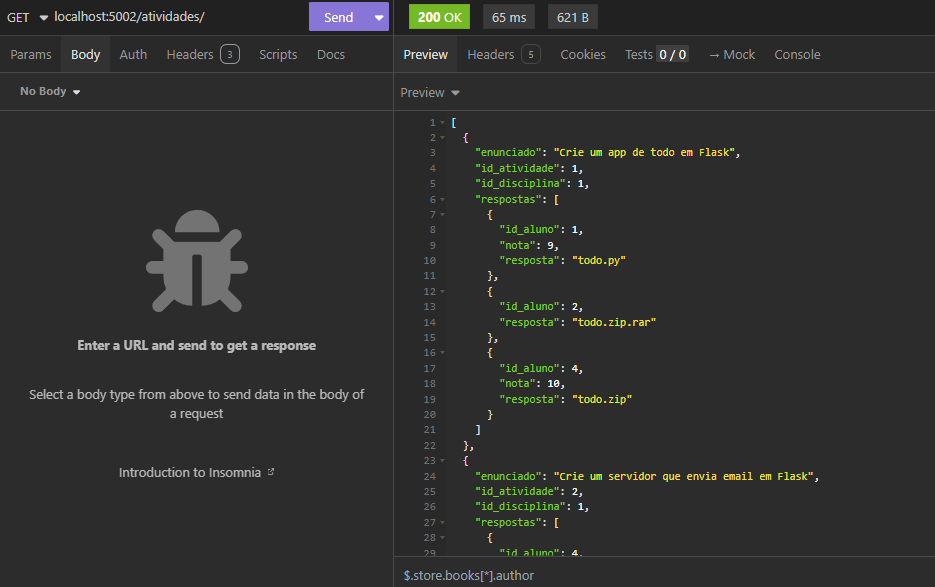 GET localhost:5002/atividades/ Send 200 OK 65 ms 621 B
Params Body Auth Headers 3 Scripts Docs
Preview Headers 5 Cookies Tests 0 / 0 → Mock Console
No Body
Preview
1 [
2 {
3 "enunciado": "Crie um app de todo em Flask",
4 "id_atividade": 1,
5 "id_disciplina": 1,
6 "respostas": [
7 {
8 "id_aluno": 1,
9 "nota": 9,
10 "resposta": "todo.py"
11 },
12 {
13 "id_aluno": 2,
14 "resposta": "todo.zip.rar"
15 },
16 {
17 "id_aluno": 4,
18 "nota": 10,
19 "resposta": "todo.zip"
20 }
21 ]
22 },
23 {
24 "enunciado": "Crie um servidor que envia email em Flask",
25 "id_atividade": 2,
26 "id_disciplina": 1,
27 "respostas": [
28 {
29 "id_aluno": 4,
Enter a URL and send to get a response
Select a body type from above to send data in the body of
a request
Introduction to Insomnia
$.store.books[*].author